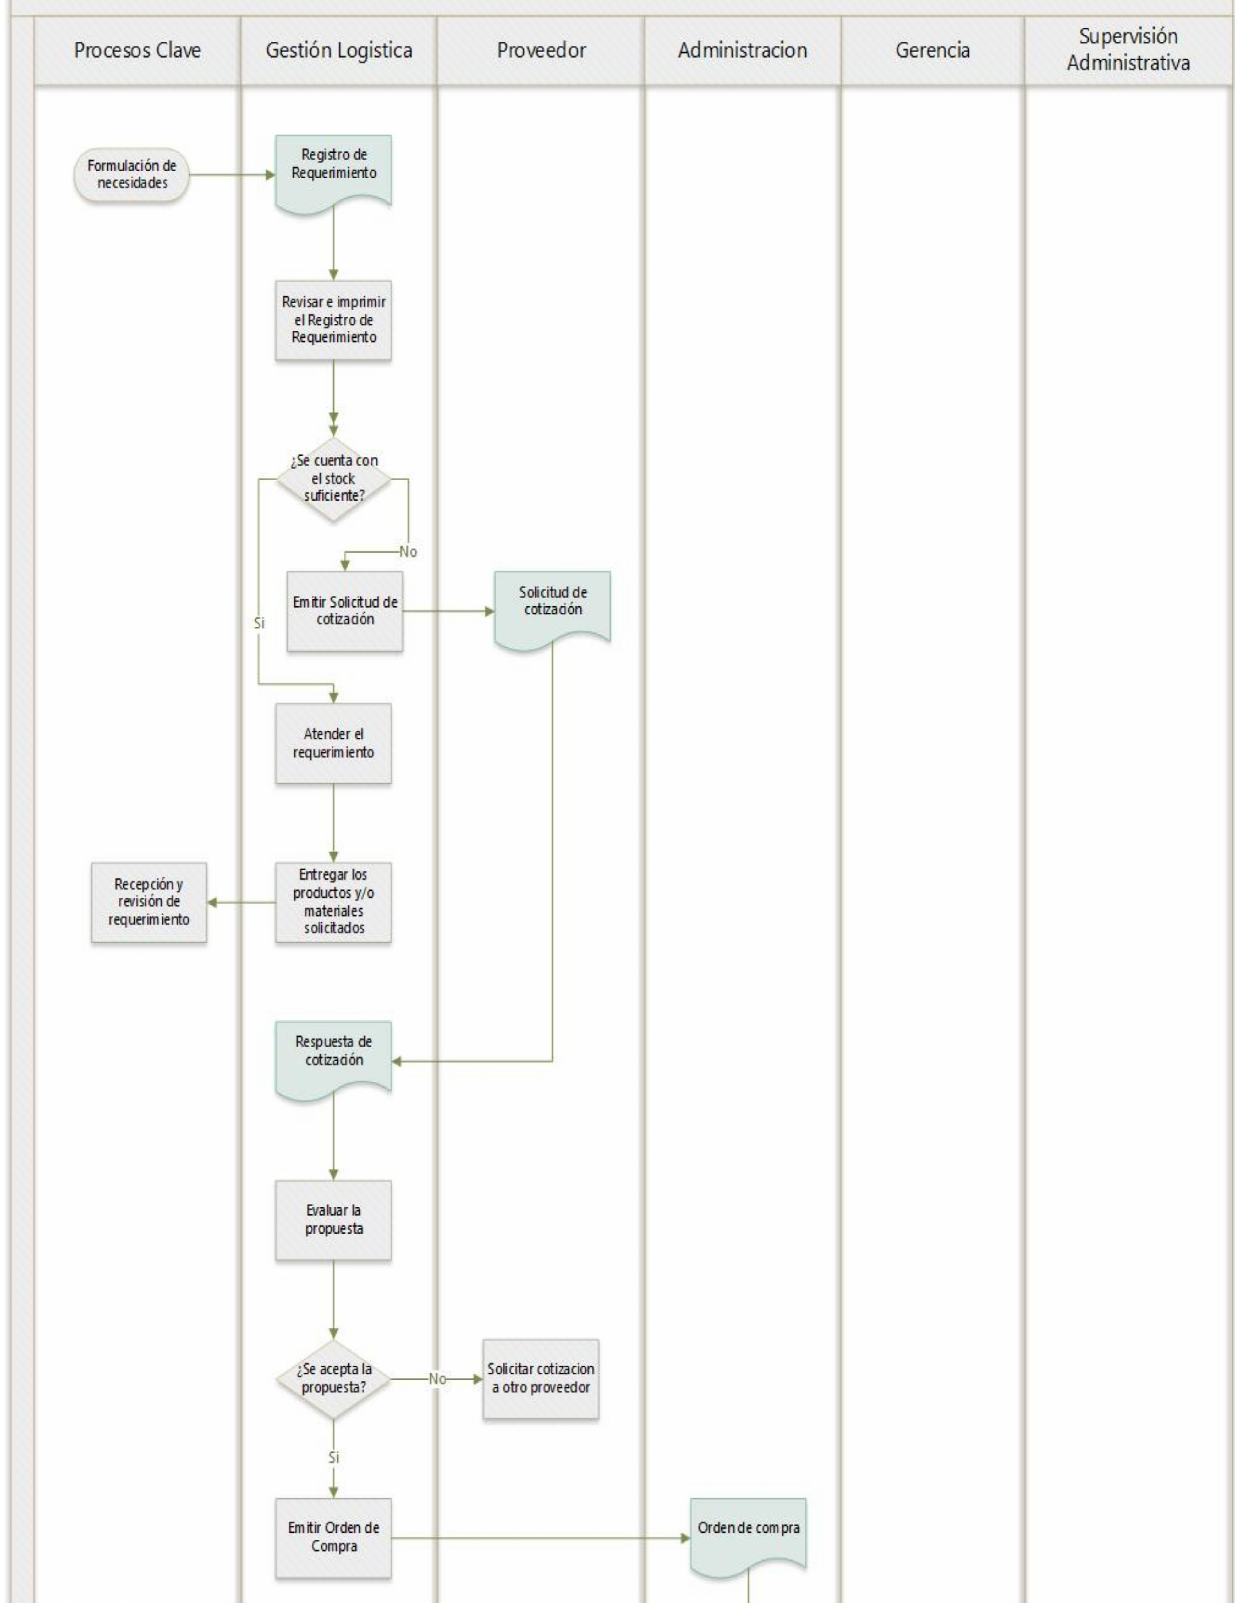 Procesos Clave
Gestión Logistica
Proveedor
Administracion
Gerencia
Supervisión
Administrativa
Formulación de
necesidades
Registro de
Requerimiento
Revisar e imprimir
el Registro de
Requerimiento
¿Se cuenta con
el stock
suficiente?
No
Emitir Solicitud de
cotización
Solicitud de
cotización
Si
Atender el
requerimiento
Recepción y
revisión de
requerimiento
Entregar los
productos y/o
materiales
solicitados
Respuesta de
cotización
Evaluar la
propuesta
¿Se acepta la
propuesta?
No
Solicitar cotizacion
a otro proveedor
Si
Emitir Orden de
Compra
Orden de compra